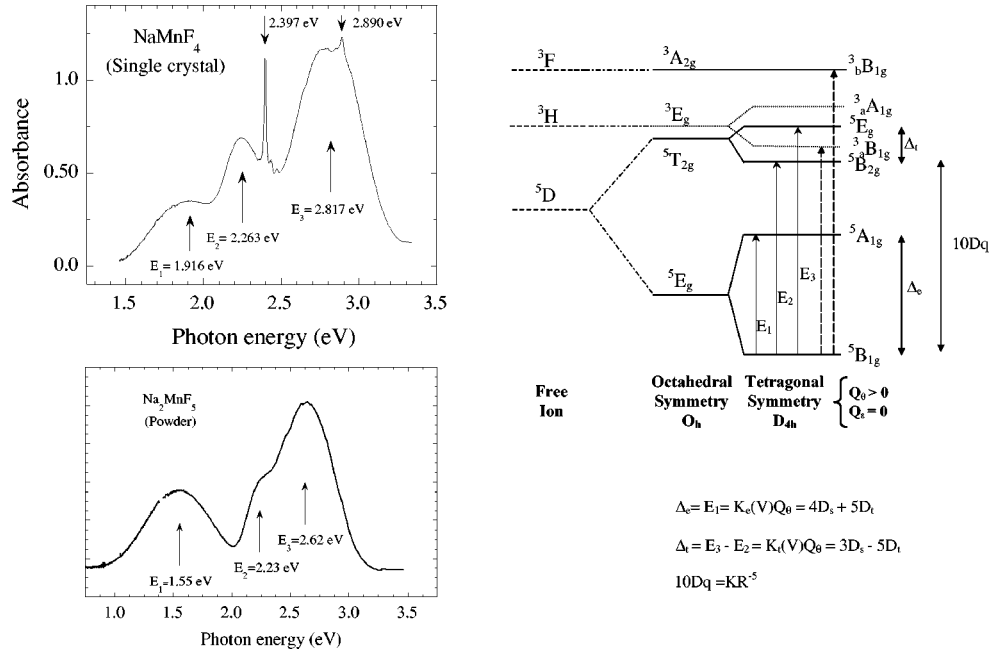 NaMnF₄
(Single crystal)
2.397 eV
2.890 eV
1.0
0.50
0.0
Absorbance
E₁= 1.916 eV
E₂ = 2,263 eV
E₃ = 2.817 eV
1.5
2.0
2.5
3.0
3.5
Photon energy (eV)
Na₂MnF₅
(Powder)
E₁=1.55 eV
E₂ = 2.23 eV
E₃=2.62 eV
1.0
1.5
2.0
2.5
3.0
3.5
Photon energy (eV)
³F
³A₂g
³bB₁g
³H
³Eg
³aA₁g
⁵Eg
³aB₁g
⁵B₂g
Δt
⁵T₂g
⁵D
⁵A₁g
10Dq
⁵Eg
Δe
E₁
E₂
E₃
⁵B₁g
Free
Ion
Octahedral
Symmetry
Oh
Tetragonal
Symmetry
D₄h
Qθ > 0
Qε = 0
Δe= E₁= Ke(V)Qθ = 4Ds + 5Dt
Δt = E₃ - E₂= Kt(V)Qθ = 3Ds - 5Dt
10Dq =KR⁻⁵